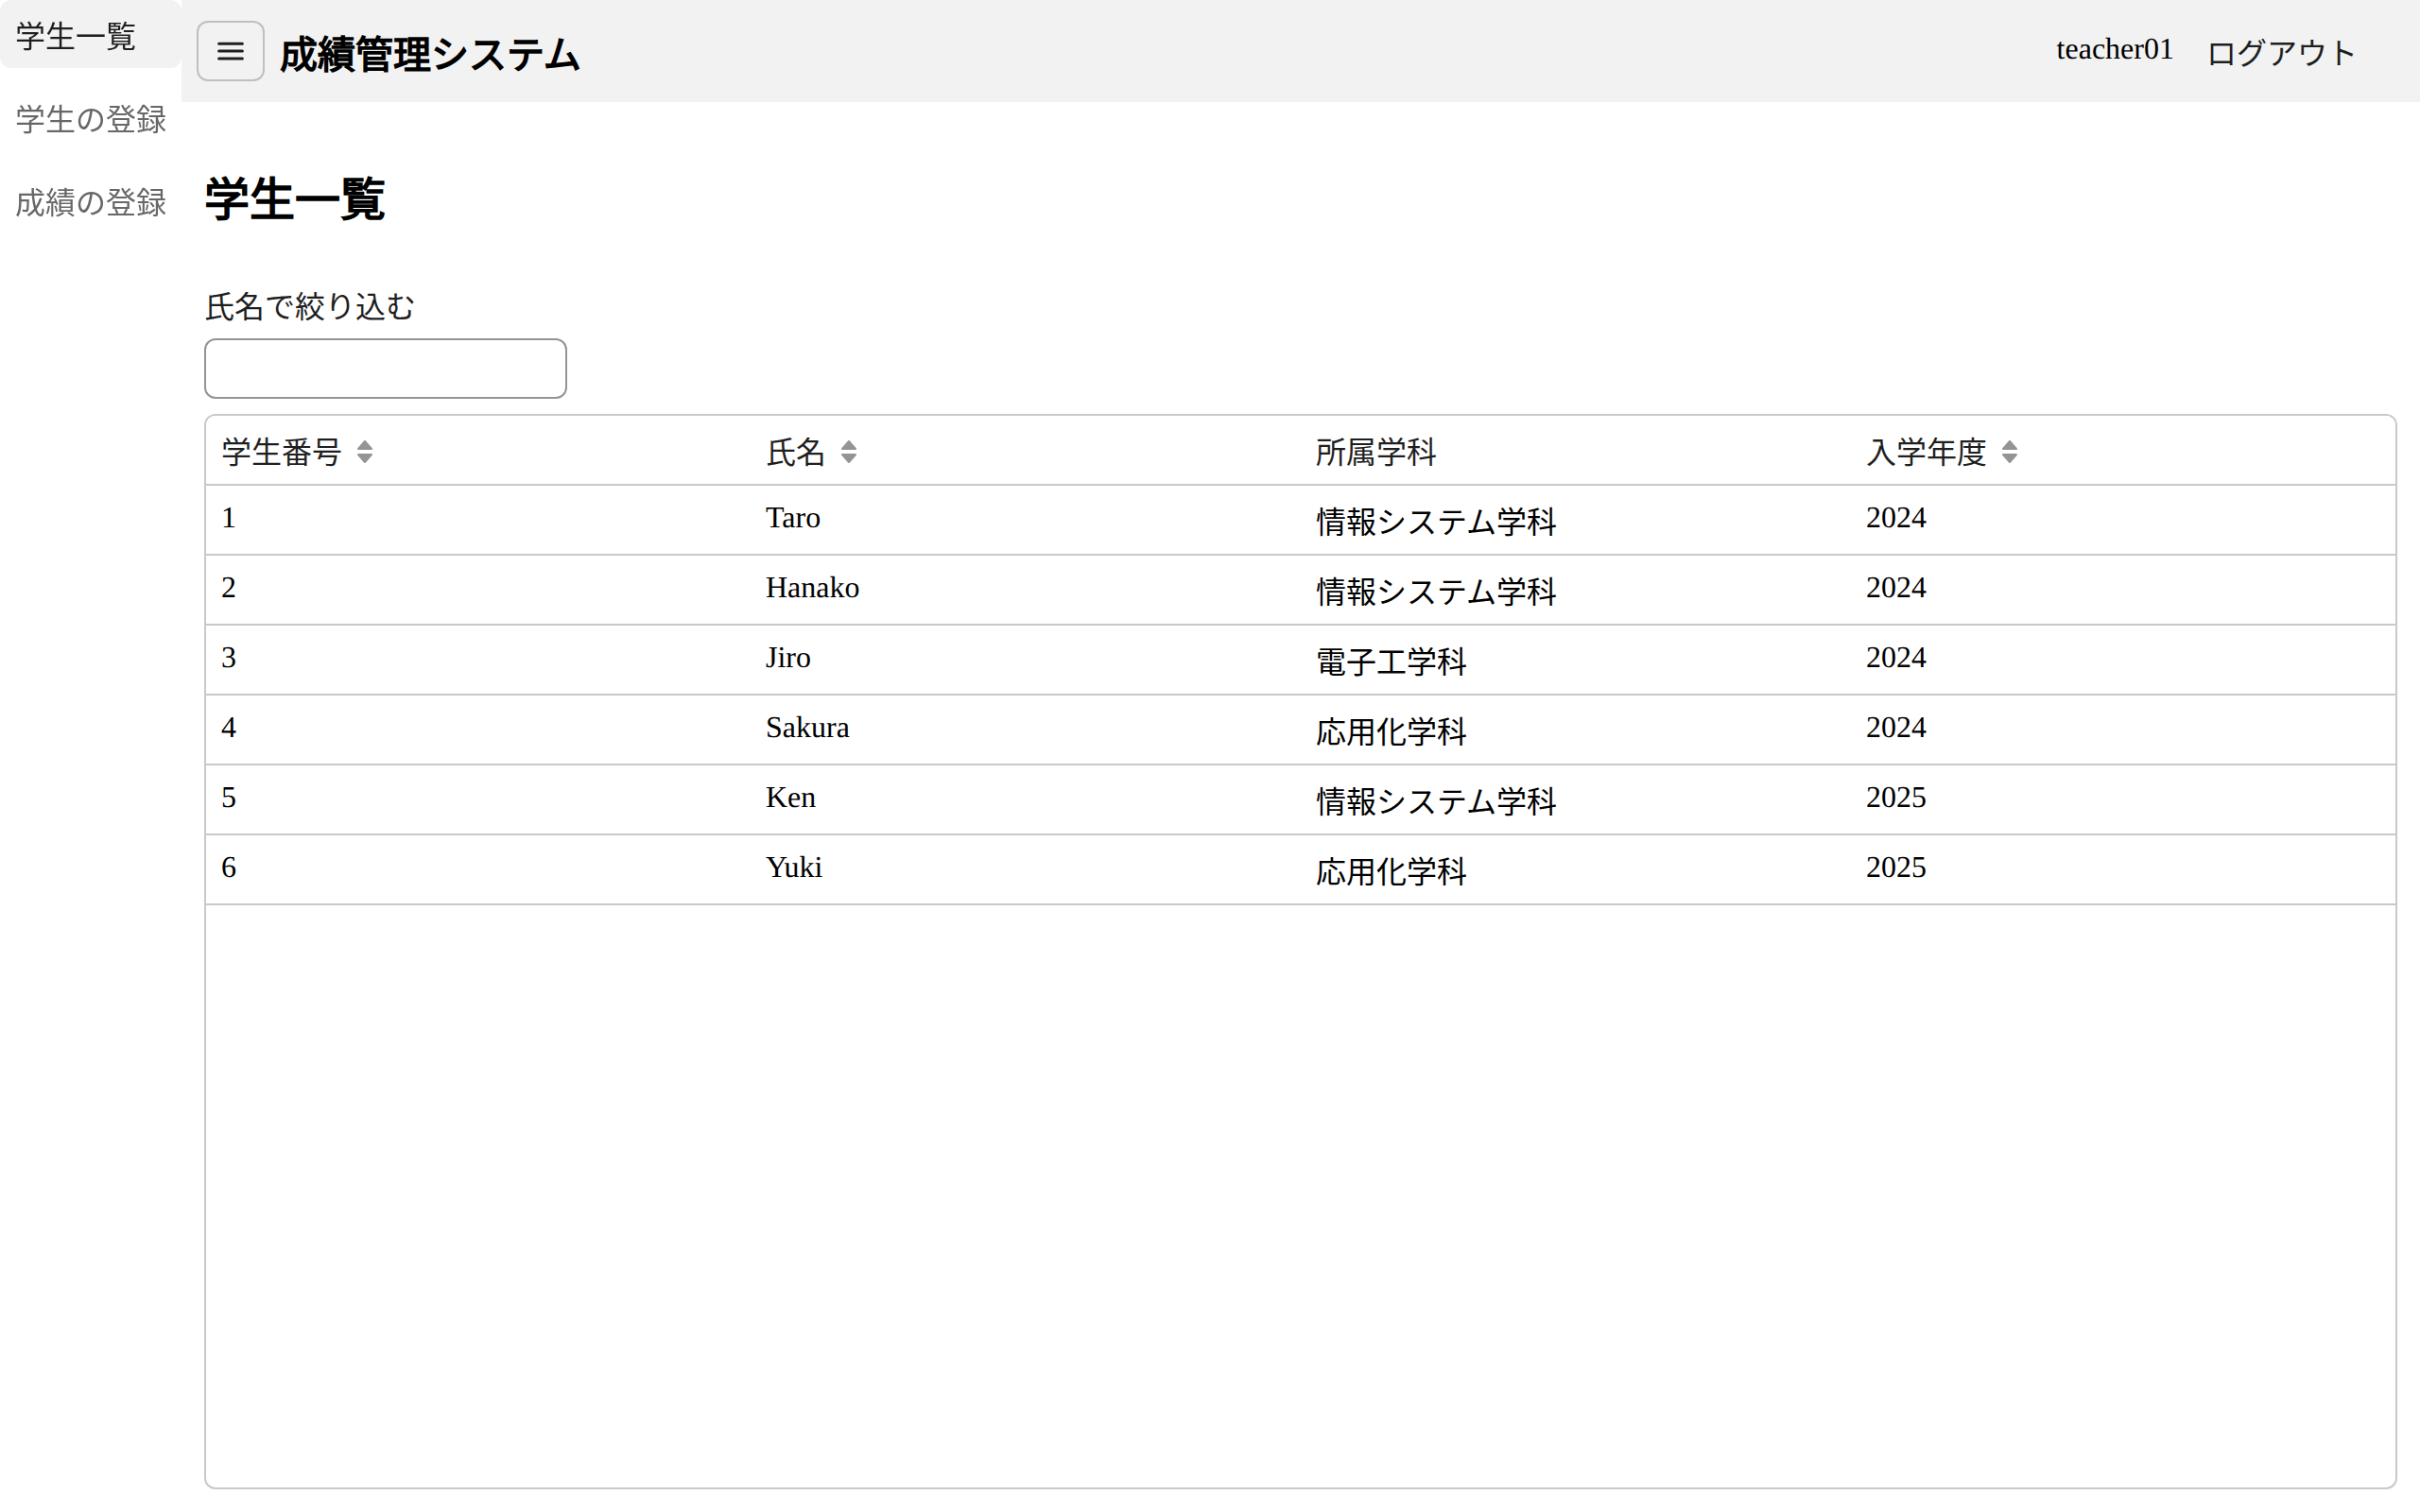 学生一覧
学生の登録
成績の登録
成績管理システム
teacher01 ログアウト
学生一覧
氏名で絞り込む
学生番号 氏名 所属学科 入学年度
1 Taro 情報システム学科 2024
2 Hanako 情報システム学科 2024
3 Jiro 電子工学科 2024
4 Sakura 応用化学科 2024
5 Ken 情報システム学科 2025
6 Yuki 応用化学科 2025